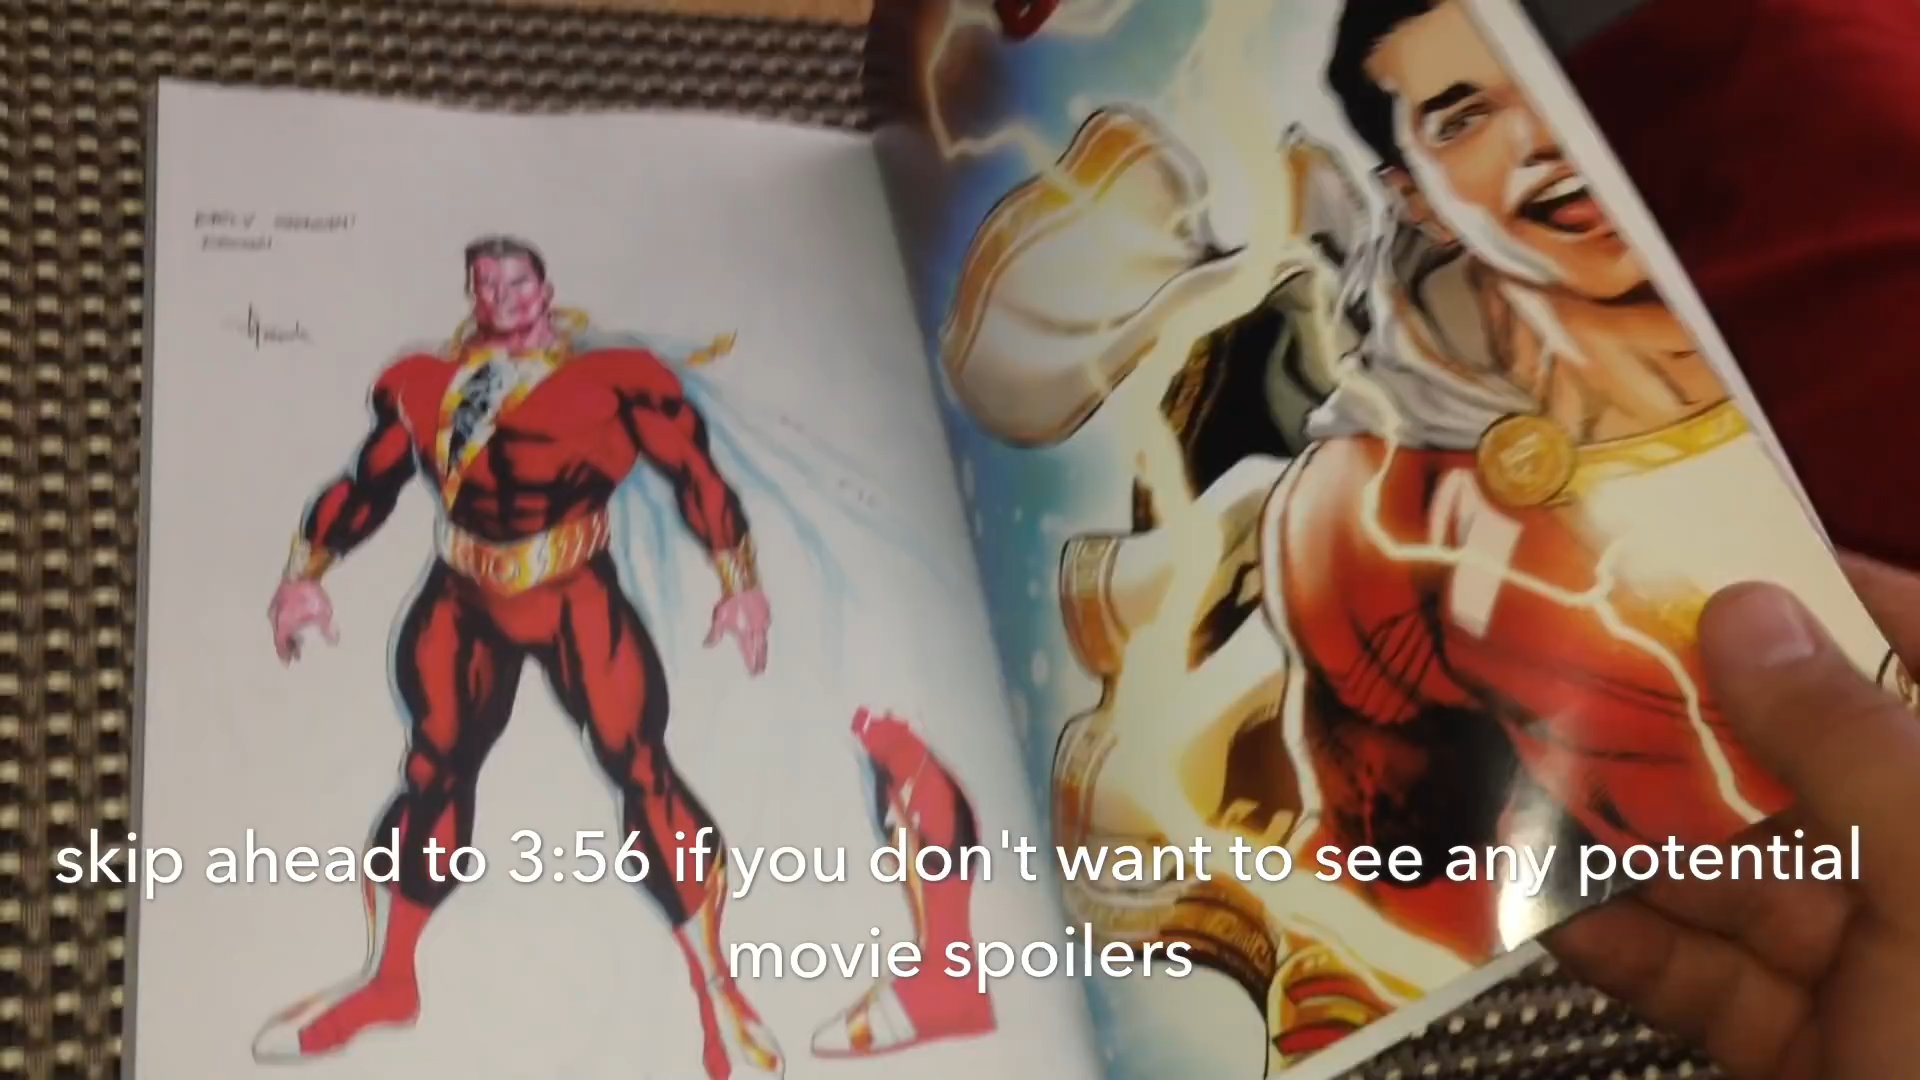 skip ahead to 3:56 if you don't want to see any potential
movie spoilers